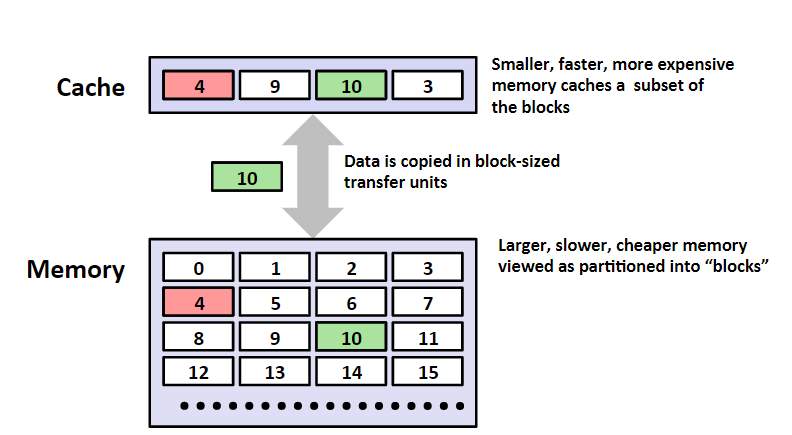 Cache
4 9 10 3
Smaller, faster, more expensive
memory caches a subset of
the blocks
10
Data is copied in block-sized
transfer units
Memory
Larger, slower, cheaper memory
viewed as partitioned into “blocks”
0 1 2 3
4 5 6 7
8 9 10 11
12 13 14 15